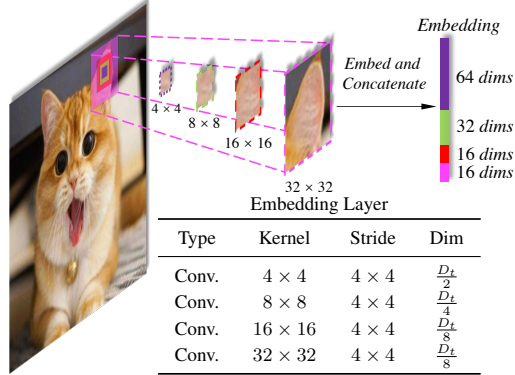 Embedding
Embed and
Concatenate
64 dims
32 dims
16 dims
16 dims
4 × 4
8 × 8
16 × 16
32 × 32
Embedding Layer
Type Kernel Stride Dim
Conv. 4 × 4 4 × 4 D_t/2
Conv. 8 × 8 4 × 4 D_t/4
Conv. 16 × 16 4 × 4 D_t/8
Conv. 32 × 32 4 × 4 D_t/8